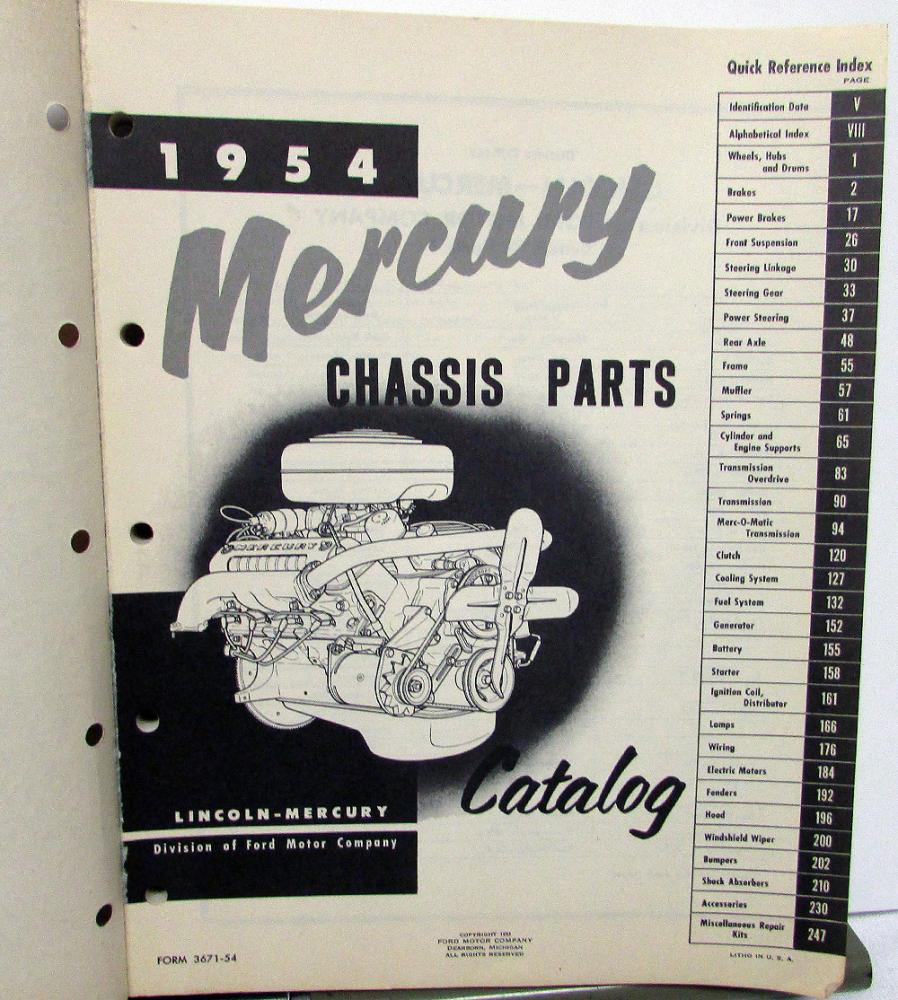 Quick Reference Index
PAGE
Identification Data V
Alphabetical Index VIII
Wheels, Hubs
and Drums 1
Brakes 2
Power Brakes 17
Front Suspension 26
Steering Linkage 30
Steering Gear 33
Power Steering 37
Rear Axle 48
Frame 55
Muffler 57
Springs 61
Cylinder and
Engine Supports 65
Transmission
Overdrive 83
Transmission 90
Merc-O-Matic
Transmission 94
Clutch 120
Cooling System 127
Fuel System 132
Generator 152
Battery 155
Starter 158
Ignition Coil,
Distributor 161
Lamps 166
Wiring 176
Electric Motors 184
Fenders 192
Hood 196
Windshield Wiper 200
Bumpers 202
Shock Absorbers 210
Accessories 230
Miscellaneous Repair
Kits 247
LITHO IN U. S. A.
1954
Mercury
CHASSIS PARTS
MERCURY
Catalog
LINCOLN-MERCURY
Division of Ford Motor Company
FORM 3671-54
FORD MOTOR COMPANY
DEARBORN, MICHIGAN
ALL RIGHTS RESERVED